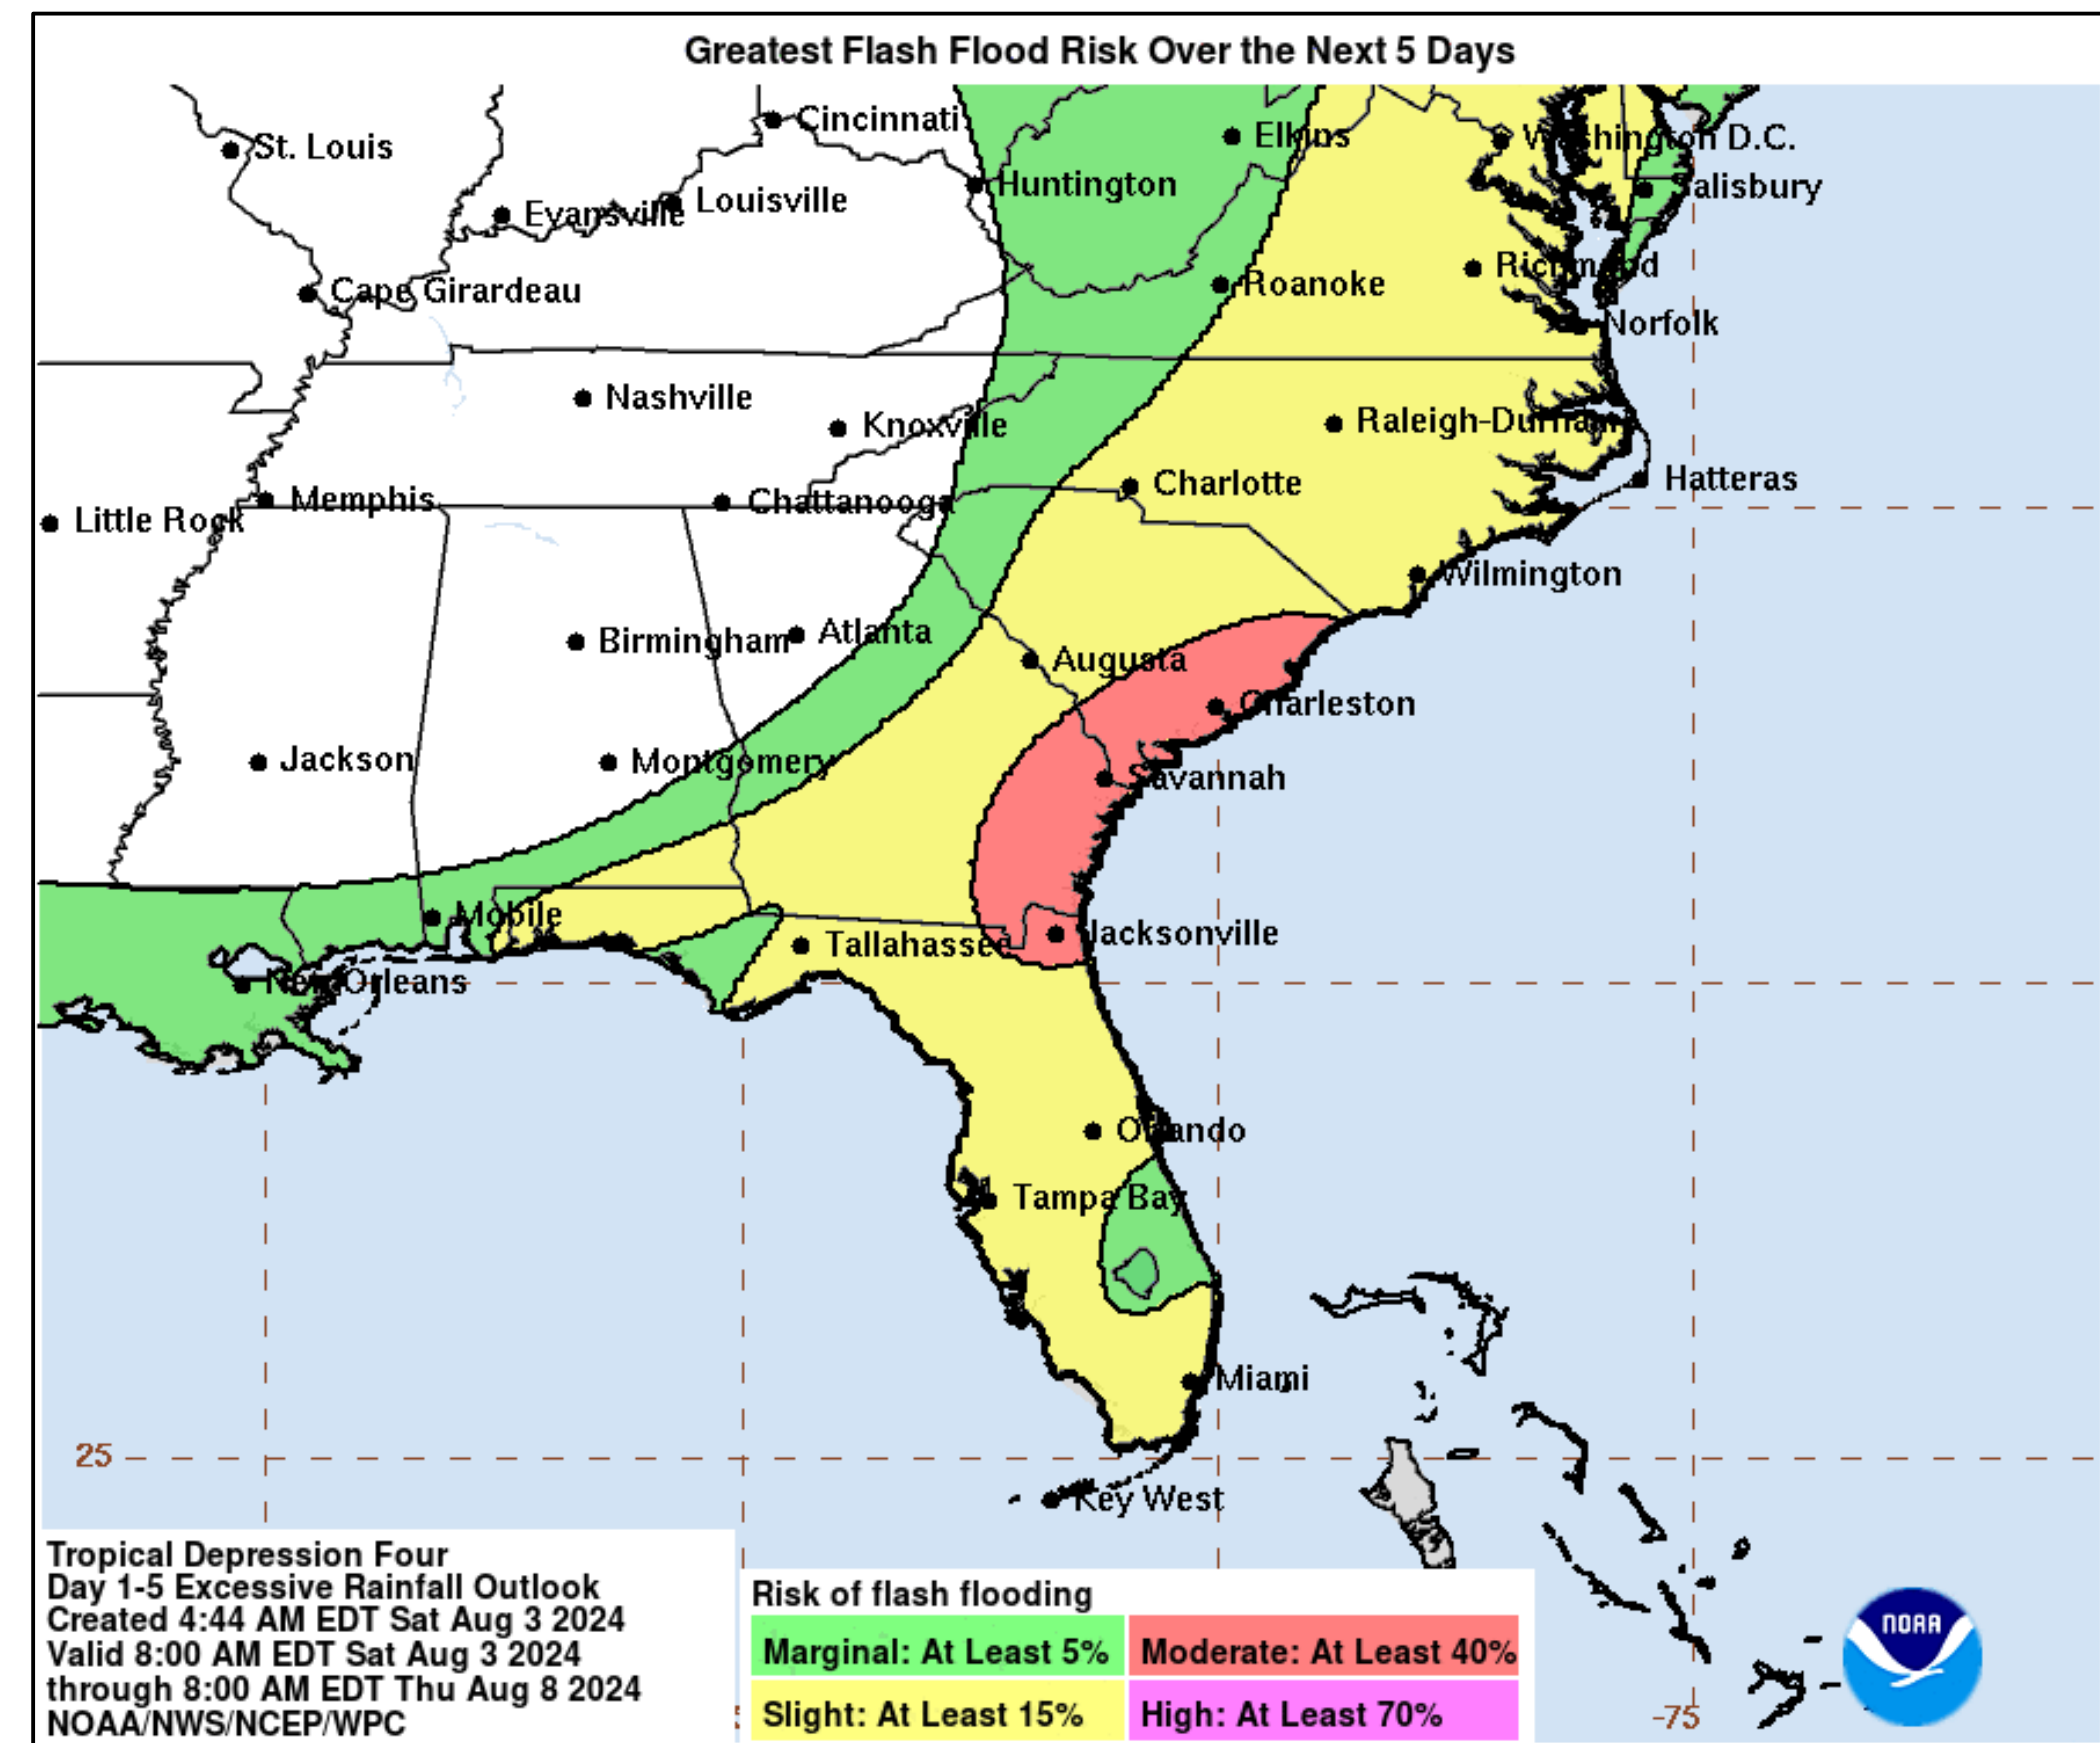 Greatest Flash Flood Risk Over the Next 5 Days
Cincinnati
Elkins
Washington D.C.
St. Louis
Huntington
Salisbury
Louisville
Evansville
Richmond
Roanoke
Cape Girardeau
Norfolk
Nashville
Raleigh-Durham
Knoxville
Hatteras
Charlotte
Memphis
Chattanooga
Little Rock
Wilmington
Atlanta
Birmingham
Augusta
Charleston
Jackson
Montgomery
Savannah
Mobile
Jacksonville
Tallahassee
New Orleans
Orlando
Tampa Bay
Miami
25
Key West
Tropical Depression Four
Day 1-5 Excessive Rainfall Outlook
Created 4:44 AM EDT Sat Aug 3 2024
Valid 8:00 AM EDT Sat Aug 3 2024
through 8:00 AM EDT Thu Aug 8 2024
NOAA/NWS/NCEP/WPC
Risk of flash flooding
Marginal: At Least 5%
Moderate: At Least 40%
Slight: At Least 15%
High: At Least 70%
NOAA
-75